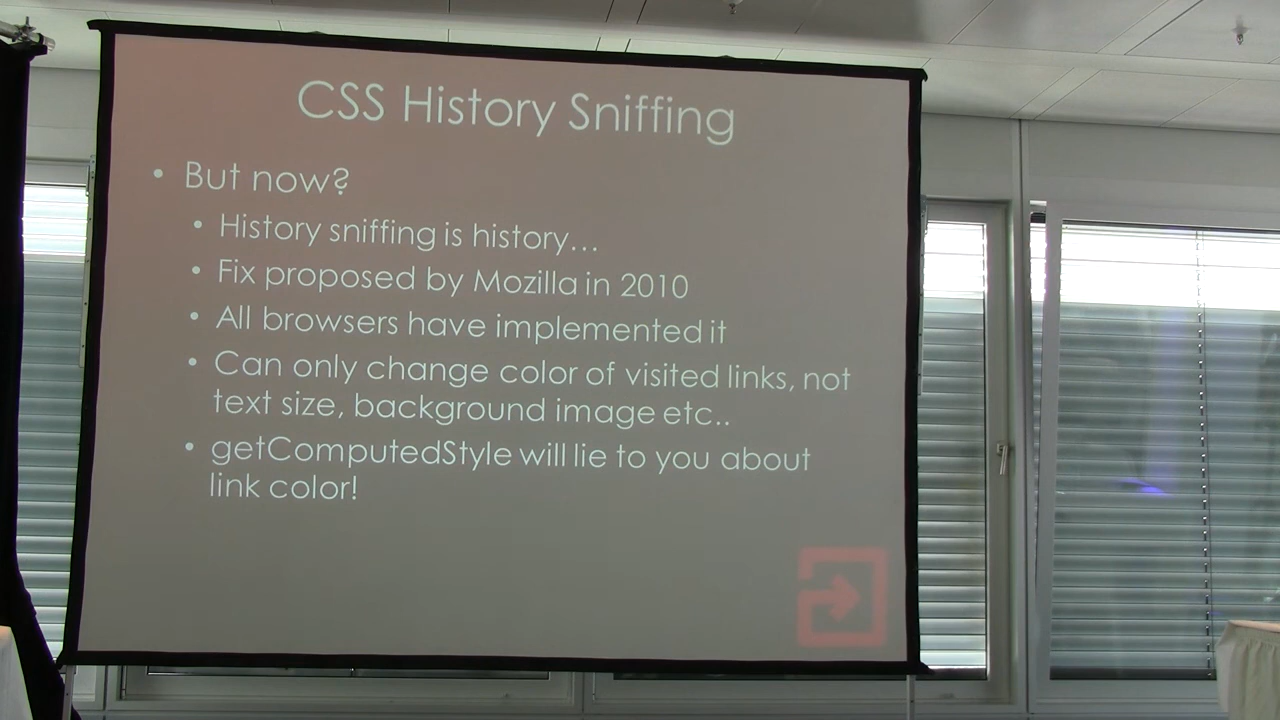 CSS History Sniffing
• But now?
• History sniffing is history...
• Fix proposed by Mozilla in 2010
• All browsers have implemented it
• Can only change color of visited links, not
text size, background image etc..
• getComputedStyle will lie to you about
link color!